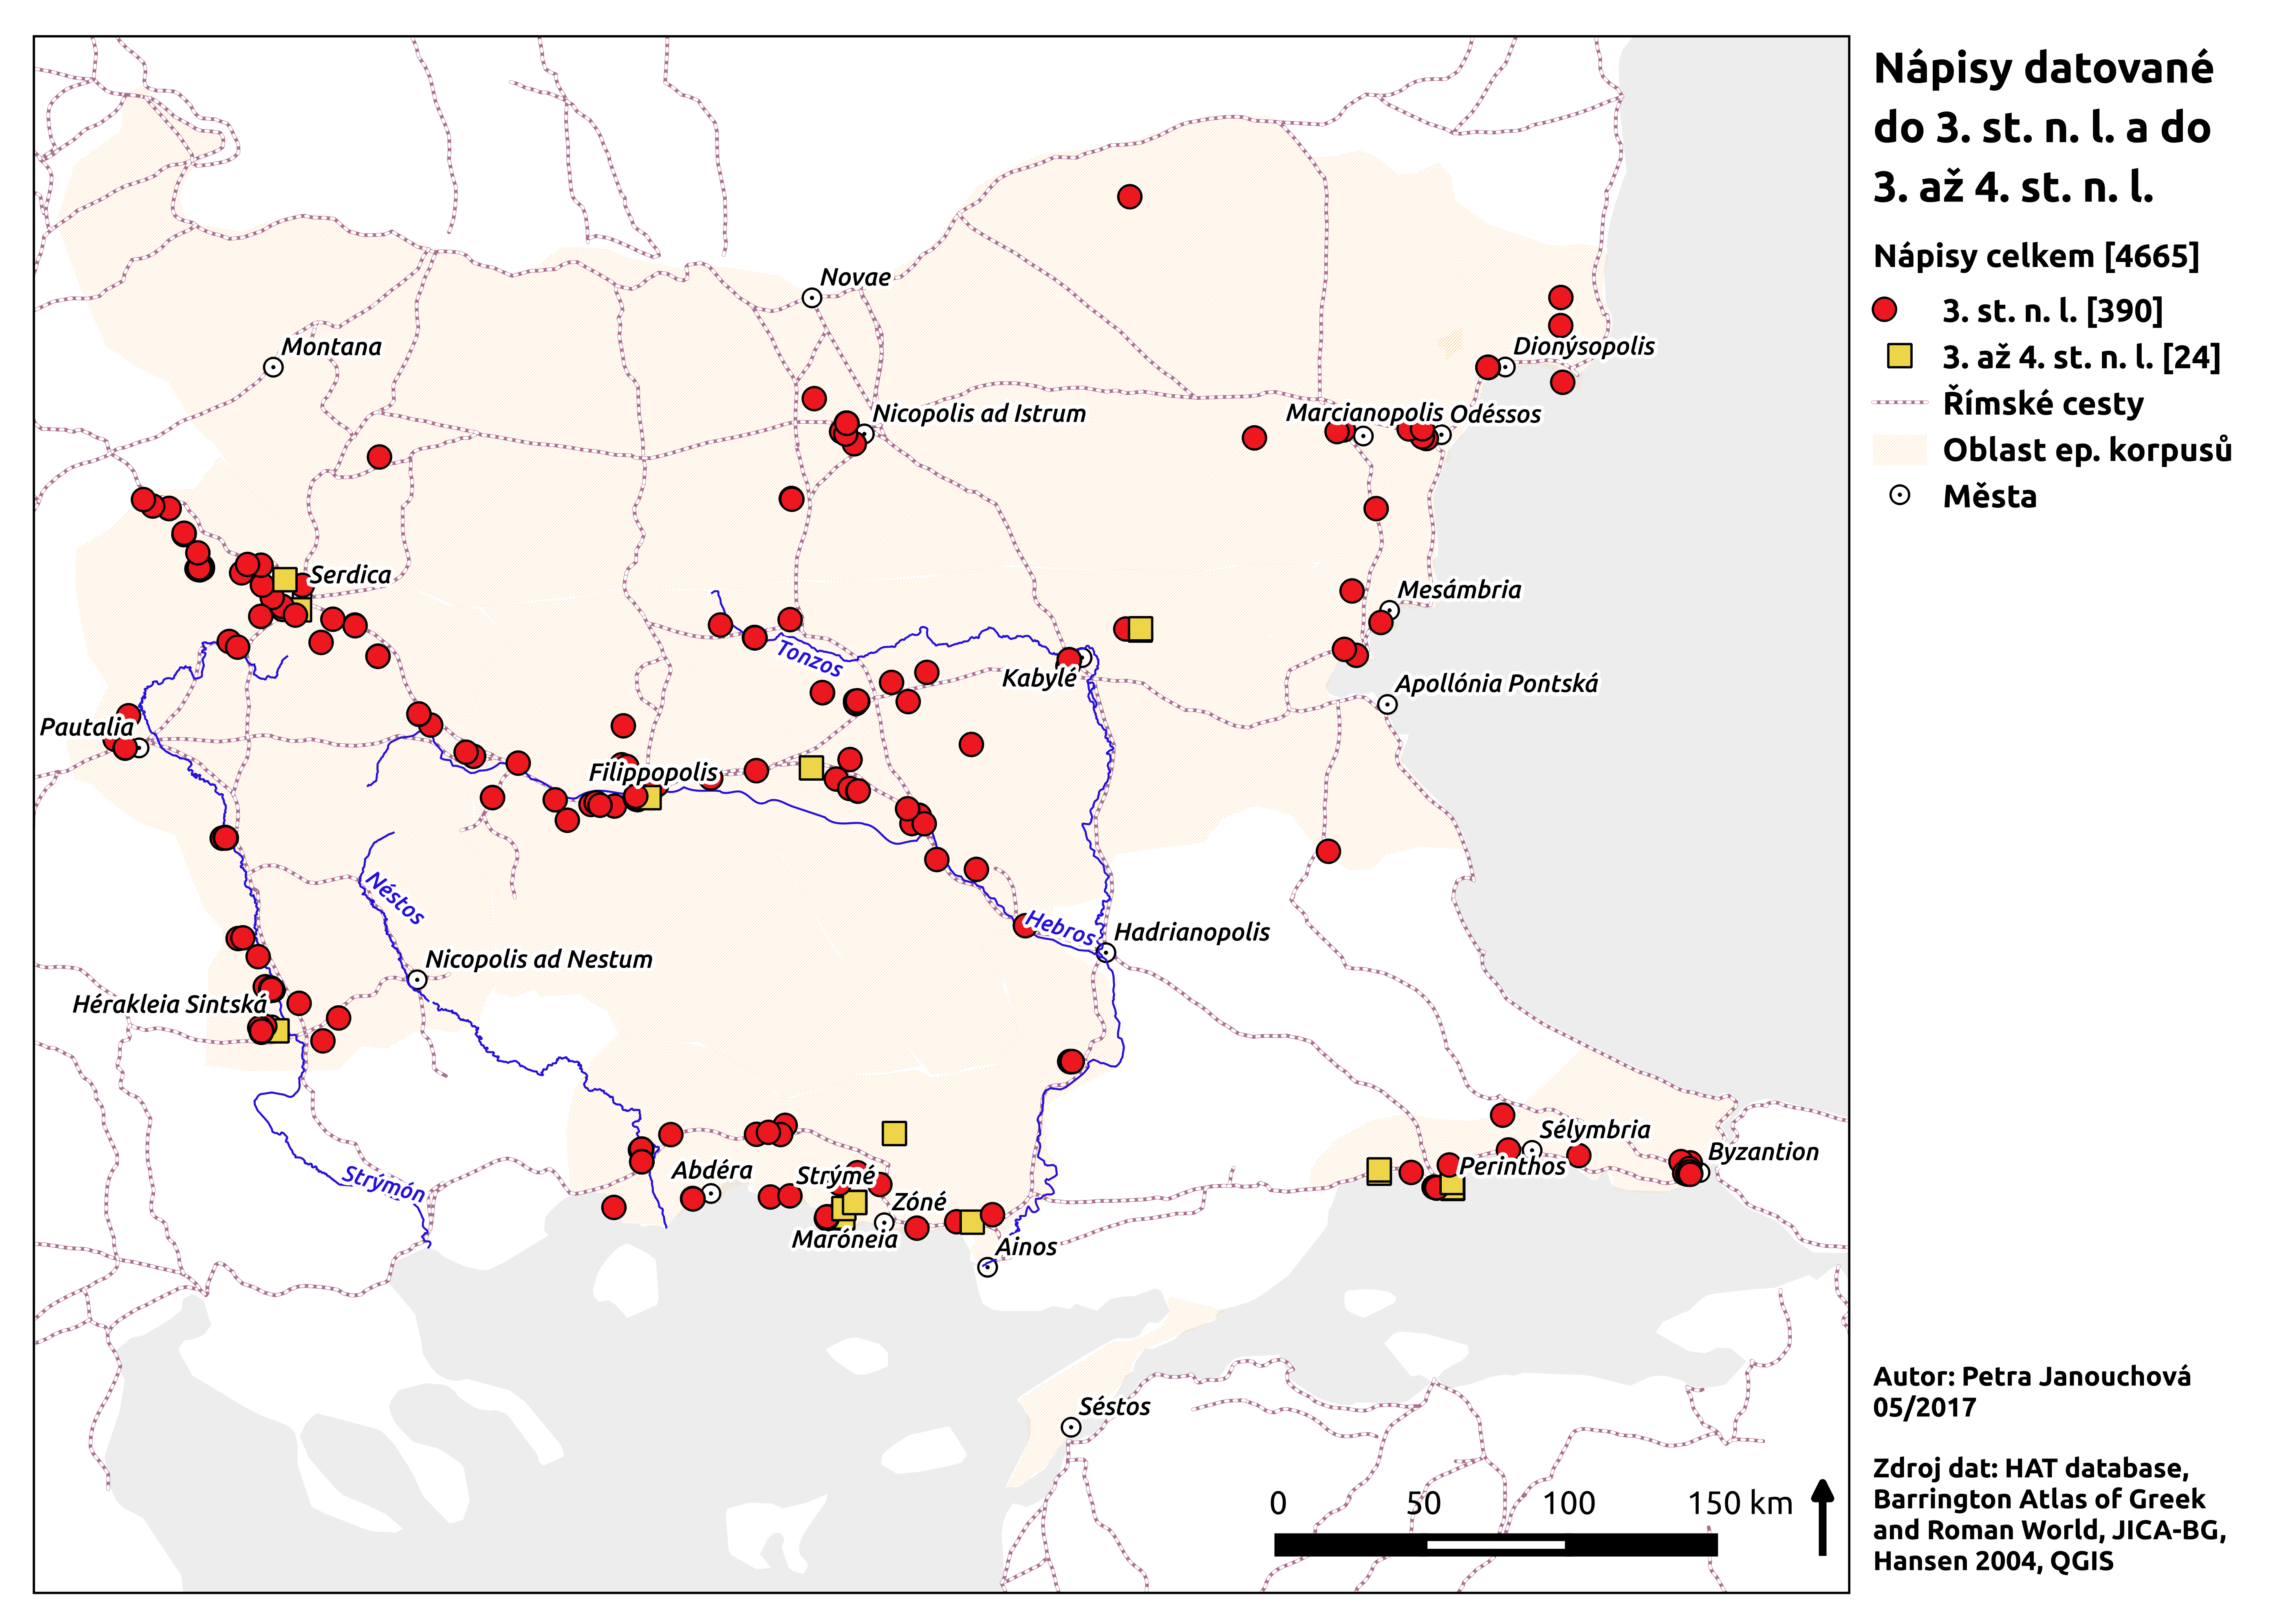 Nápisy datované
do 3. st. n. l. a do
3. až 4. st. n. l.
Nápisy celkem [4665]
3. st. n. l. [390]
3. až 4. st. n. l. [24]
Římské cesty
Oblast ep. korpusů
Města
Novae
Montana
Dionýsopolis
Nicopolis ad Istrum
Marcianopolis
Odéssos
Serdica
Mesámbria
Tonzos
Kabylé
Apollónia Pontská
Pautalia
Filippopolis
Néstos
Hebros
Hadrianopolis
Nicopolis ad Nestum
Hérakleia Sintská
Strýmón
Abdéra
Strýmé
Zóné
Maróneia
Ainos
Sélymbria
Perinthos
Byzantion
Séstos
0 50 100 150 km
Autor: Petra Janouchová
05/2017
Zdroj dat: HAT database,
Barrington Atlas of Greek
and Roman World, JICA-BG,
Hansen 2004, QGIS